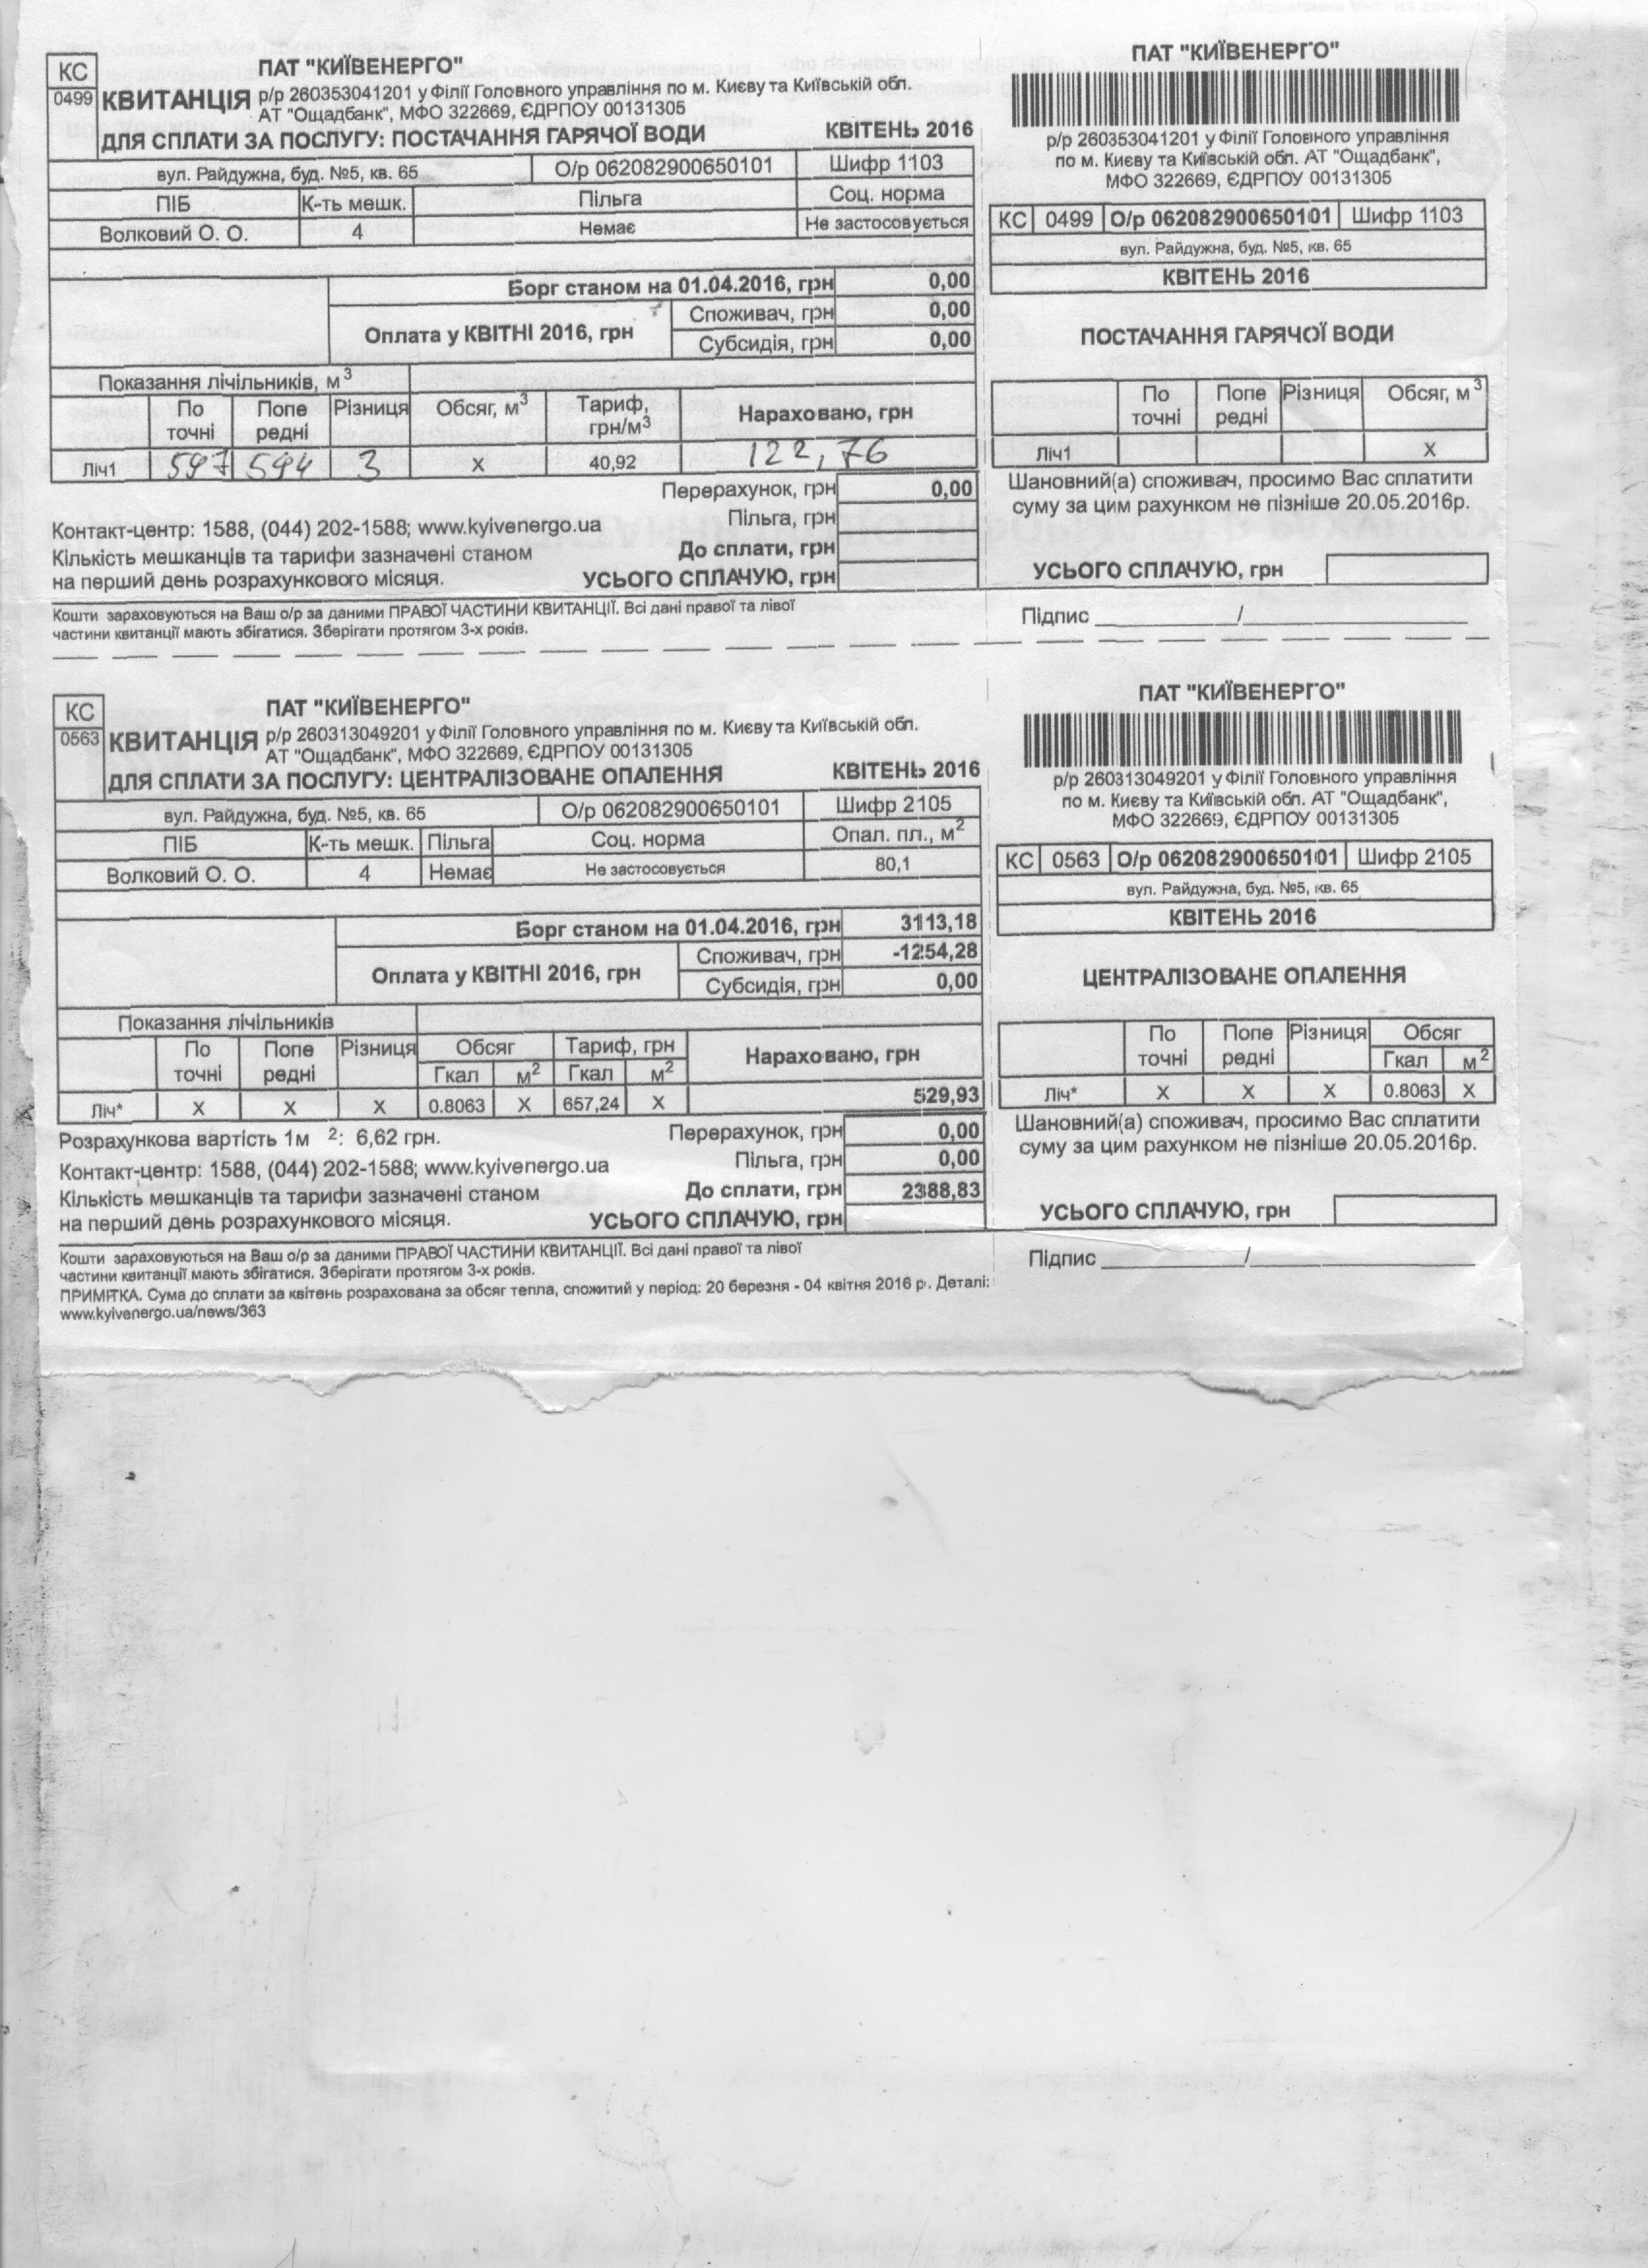 КС
0499
ПАТ "КИЇВЕНЕРГО"
КВИТАНЦІЯ р/р 260353041201 у Філії Головного управління по м. Києву та Київській обл.
АТ "Ощадбанк", МФО 322669, ЄДРПОУ 00131305
ДЛЯ СПЛАТИ ЗА ПОСЛУГУ: ПОСТАЧАННЯ ГАРЯЧОЇ ВОДИ КВІТЕНЬ 2016
вул. Райдужна, буд. №5, кв. 65 О/р 062082900650101 Шифр 1103
ПІБ К-ть мешк. Пільга Соц. норма
Волковий О. О. 4 Немає Не застосовується
Борг станом на 01.04.2016, грн 0,00
Оплата у КВІТНІ 2016, грн Споживач, грн 0,00
Субсидія, грн 0,00
Показання лічільників, м3
По точні Попе редні Різниця Обсяг, м3 Тариф, грн/м3 Нараховано, грн
Ліч1 597 594 3 X 40,92 122,76
Перерахунок, грн 0,00
Контакт-центр: 1588, (044) 202-1588; www.kyivenergo.ua Пільга, грн
Кількість мешканців та тарифи зазначені станом До сплати, грн
на перший день розрахункового місяця. УСЬОГО СПЛАЧУЮ, грн
Кошти зараховуються на Ваш о/р за даними ПРАВОЇ ЧАСТИНИ КВИТАНЦІЇ. Всі дані правої та лівої
частини квитанції мають збігатися. Зберігати протягом 3-х років.
ПАТ "КИЇВЕНЕРГО"
р/р 260353041201 у Філії Головного управління
по м. Києву та Київській обл. АТ "Ощадбанк",
МФО 322669, ЄДРПОУ 00131305
КС 0499 О/р 062082900650101 Шифр 1103
вул. Райдужна, буд. №5, кв. 65
КВІТЕНЬ 2016
ПОСТАЧАННЯ ГАРЯЧОЇ ВОДИ
По точні Попе редні Різниця Обсяг, м3
Ліч1 X
Шановний(а) споживач, просимо Вас сплатити
суму за цим рахунком не пізніше 20.05.2016р.
УСЬОГО СПЛАЧУЮ, грн
Підпис ____________/____________________
КС
0563
ПАТ "КИЇВЕНЕРГО"
КВИТАНЦІЯ р/р 260313049201 у Філії Головного управління по м. Києву та Київській обл.
АТ "Ощадбанк", МФО 322669, ЄДРПОУ 00131305
ДЛЯ СПЛАТИ ЗА ПОСЛУГУ: ЦЕНТРАЛІЗОВАНЕ ОПАЛЕННЯ КВІТЕНЬ 2016
вул. Райдужна, буд. №5, кв. 65 О/р 062082900650101 Шифр 2105
ПІБ К-ть мешк. Пільга Соц. норма Опал. пл., м2
Волковий О. О. 4 Немає Не застосовується 80,1
Борг станом на 01.04.2016, грн 3113,18
Оплата у КВІТНІ 2016, грн Споживач, грн -1254,28
Субсидія, грн 0,00
Показання лічільників
По точні Попе редні Різниця Обсяг Тариф, грн Нараховано, грн
Гкал м2 Гкал м2
Ліч* X X X 0.8063 X 657,24 X 529,93
Розрахункова вартість 1м 2: 6,62 грн. Перерахунок, грн 0,00
Контакт-центр: 1588, (044) 202-1588; www.kyivenergo.ua Пільга, грн 0,00
Кількість мешканців та тарифи зазначені станом До сплати, грн 2388,83
на перший день розрахункового місяця. УСЬОГО СПЛАЧУЮ, грн
Кошти зараховуються на Ваш о/р за даними ПРАВОЇ ЧАСТИНИ КВИТАНЦІЇ. Всі дані правої та лівої
частини квитанції мають збігатися. Зберігати протягом 3-х років.
ПРИМІТКА. Сума до сплати за квітень розрахована за обсяг тепла, спожитий у період: 20 березня - 04 квітня 2016 р. Деталі:
www.kyivenergo.ua/news/363
ПАТ "КИЇВЕНЕРГО"
р/р 260313049201 у Філії Головного управління
по м. Києву та Київській обл. АТ "Ощадбанк",
МФО 322669, ЄДРПОУ 00131305
КС 0563 О/р 062082900650101 Шифр 2105
вул. Райдужна, буд. №5, кв. 65
КВІТЕНЬ 2016
ЦЕНТРАЛІЗОВАНЕ ОПАЛЕННЯ
По точні Попе редні Різниця Обсяг
Гкал м2
Ліч* X X X 0.8063 X
Шановний(а) споживач, просимо Вас сплатити
суму за цим рахунком не пізніше 20.05.2016р.
УСЬОГО СПЛАЧУЮ, грн
Підпис ____________/____________________